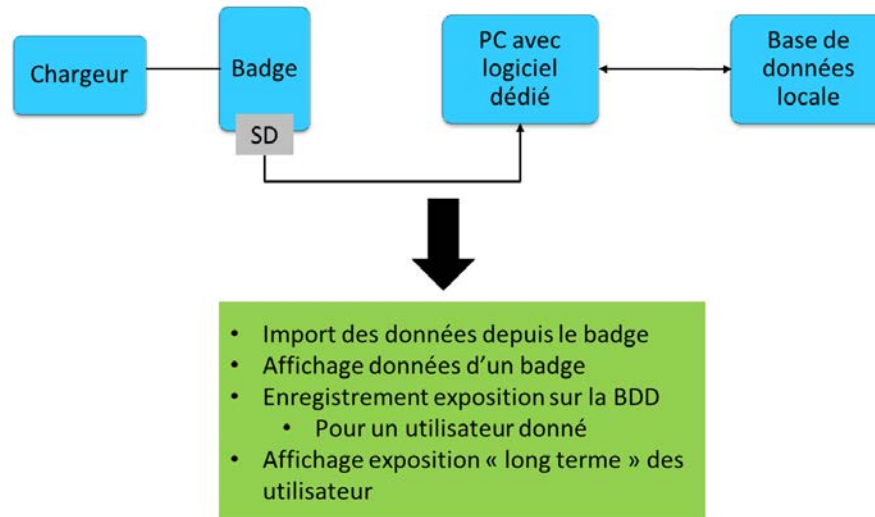 Chargeur
Badge
SD
PC avec
logiciel
dédié
Base de
données
locale
• Import des données depuis le badge
• Affichage données d'un badge
• Enregistrement exposition sur la BDD
• Pour un utilisateur donné
• Affichage exposition « long terme » des
utilisateur